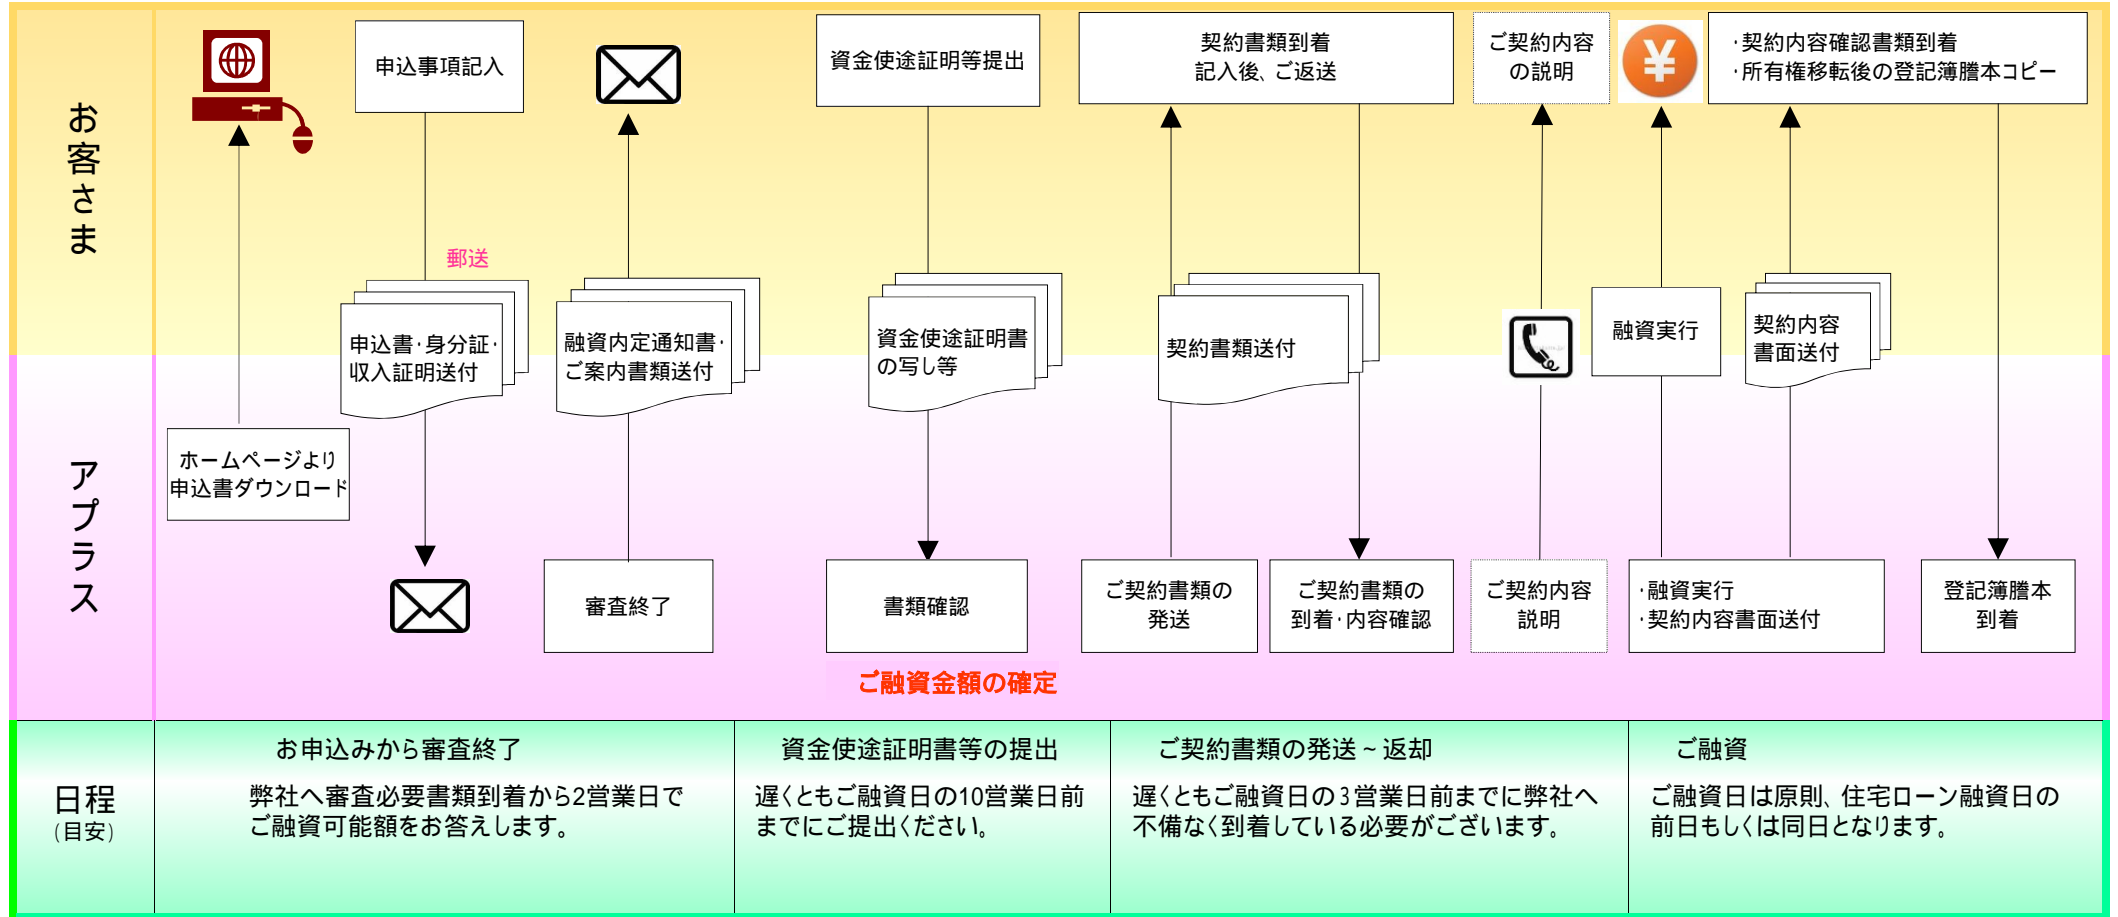 お客さま
申込事項記入
資金使途証明等提出
契約書類到着
記入後、ご返送
ご契約内容
の説明
¥
・契約内容確認書類到着
・所有権移転後の登記簿謄本コピー
郵送
申込書・身分証・
収入証明送付
融資内定通知書・
ご案内書類送付
資金使途証明書
の写し等
契約書類送付
融資実行
契約内容
書面送付
アプラス
ホームページより
申込書ダウンロード
審査終了
書類確認
ご契約書類の
発送
ご契約書類の
到着・内容確認
ご契約内容
説明
・融資実行
・契約内容書面送付
登記簿謄本
到着
ご融資金額の確定
日程
(目安)
お申込みから審査終了
弊社へ審査必要書類到着から2営業日で
ご融資可能額をお答えします。
資金使途証明書等の提出
遅くともご融資日の10営業日前
までにご提出ください。
ご契約書類の発送~返却
遅くともご融資日の3営業日前までに弊社へ
不備なく到着している必要がございます。
ご融資
ご融資日は原則、住宅ローン融資日の
前日もしくは同日となります。